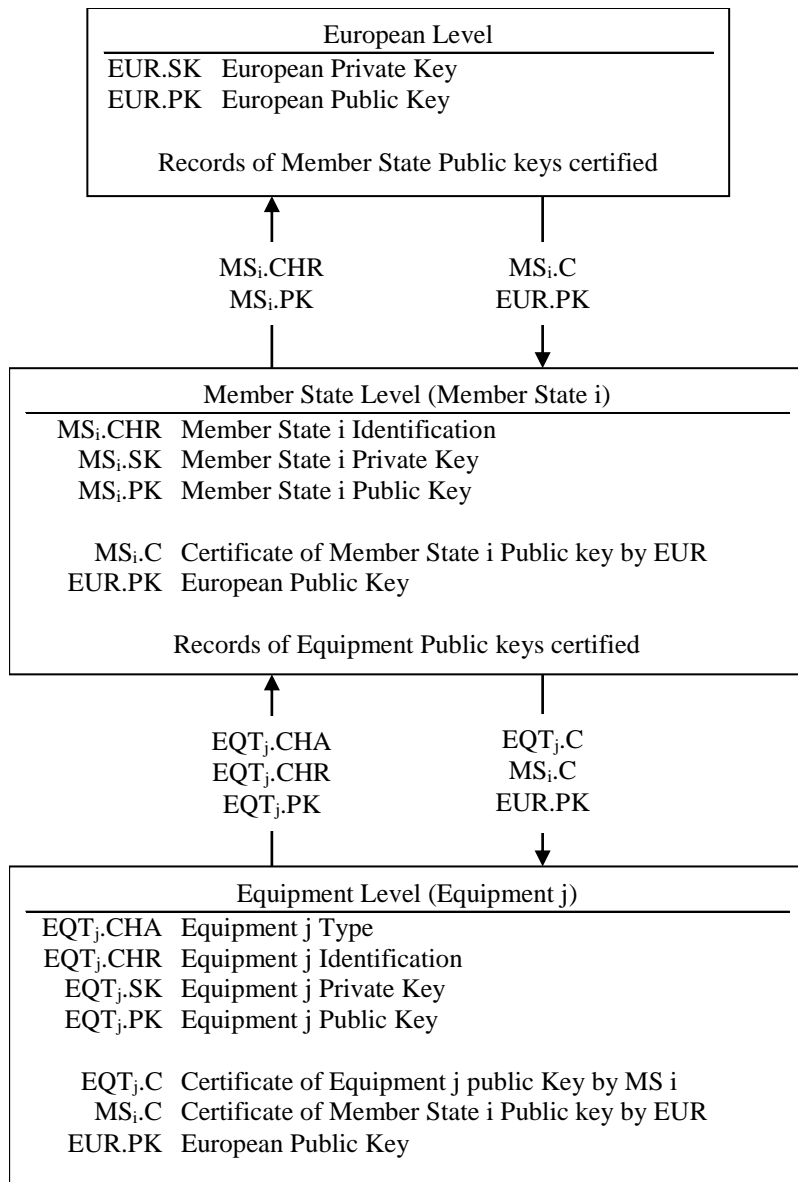 European Level
EUR.SK European Private Key
EUR.PK European Public Key
Records of Member State Public keys certified
MSi.CHR
MSi.PK
MSi.C
EUR.PK
Member State Level (Member State i)
MSi.CHR Member State i Identification
MSi.SK Member State i Private Key
MSi.PK Member State i Public Key
MSi.C Certificate of Member State i Public key by EUR
EUR.PK European Public Key
Records of Equipment Public keys certified
EQTj.CHA
EQTj.CHR
EQTj.PK
EQTj.C
MSi.C
EUR.PK
Equipment Level (Equipment j)
EQTj.CHA Equipment j Type
EQTj.CHR Equipment j Identification
EQTj.SK Equipment j Private Key
EQTj.PK Equipment j Public Key
EQTj.C Certificate of Equipment j public Key by MS i
MSi.C Certificate of Member State i Public key by EUR
EUR.PK European Public Key